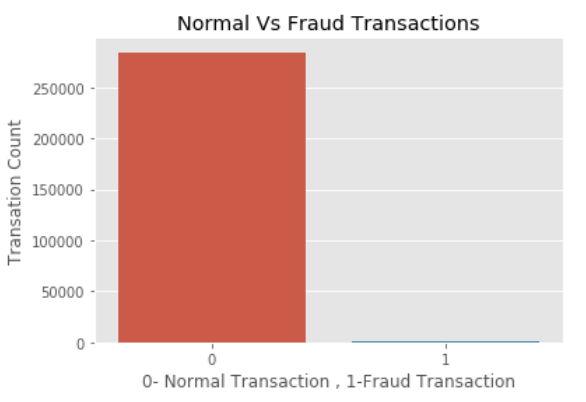 Normal Vs Fraud Transactions
250000
200000
150000
100000
50000
0
Transation Count
0
1
0- Normal Transaction , 1-Fraud Transaction